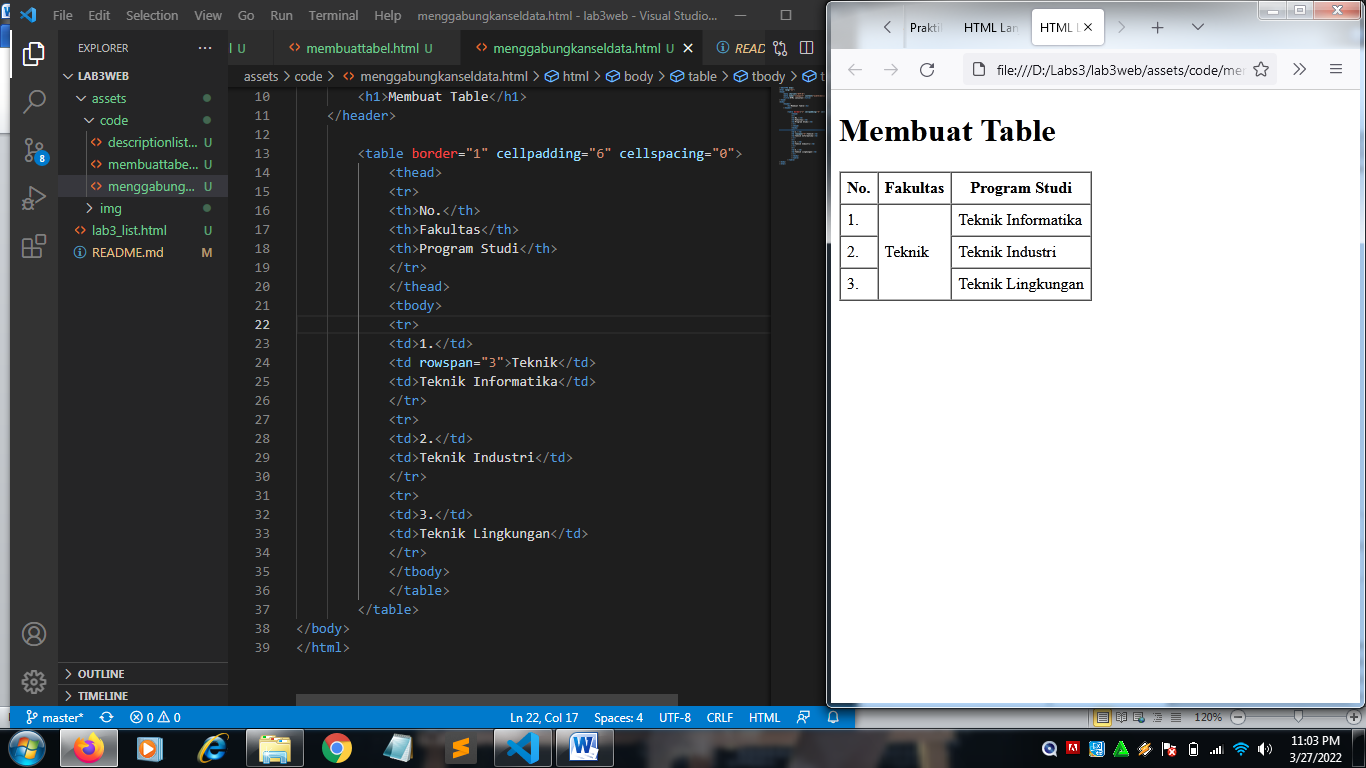 File Edit Selection View Go Run Terminal Help menggabungkanseldata.html - lab3web - Visual Studio...
EXPLORER
LAB3WEB
assets
code
descriptionlist... U
membuattabe... U
menggabung... U
img
lab3_list.html U
README.md M
OUTLINE
TIMELINE
8
l U membuattabel.html U menggabungkanseldata.html U READ
assets > code > menggabungkanseldata.html > html > body > table > tbody > t
10 <h1>Membuat Table</h1>
11 </header>
12
13 <table border="1" cellpadding="6" cellspacing="0">
14 <thead>
15 <tr>
16 <th>No.</th>
17 <th>Fakultas</th>
18 <th>Program Studi</th>
19 </tr>
20 </thead>
21 <tbody>
22 <tr>
23 <td>1.</td>
24 <td rowspan="3">Teknik</td>
25 <td>Teknik Informatika</td>
26 </tr>
27 <tr>
28 <td>2.</td>
29 <td>Teknik Industri</td>
30 </tr>
31 <tr>
32 <td>3.</td>
33 <td>Teknik Lingkungan</td>
34 </tr>
35 </tbody>
36 </table>
37 </table>
38 </body>
39 </html>
master* 0 0 Ln 22, Col 17 Spaces: 4 UTF-8 CRLF HTML
Prakti HTML Lan HTML L
file:///D:/Labs3/lab3web/assets/code/men
Membuat Table
No. Fakultas Program Studi
1. Teknik Teknik Informatika
2. Teknik Industri
3. Teknik Lingkungan
120%
11:03 PM
3/27/2022